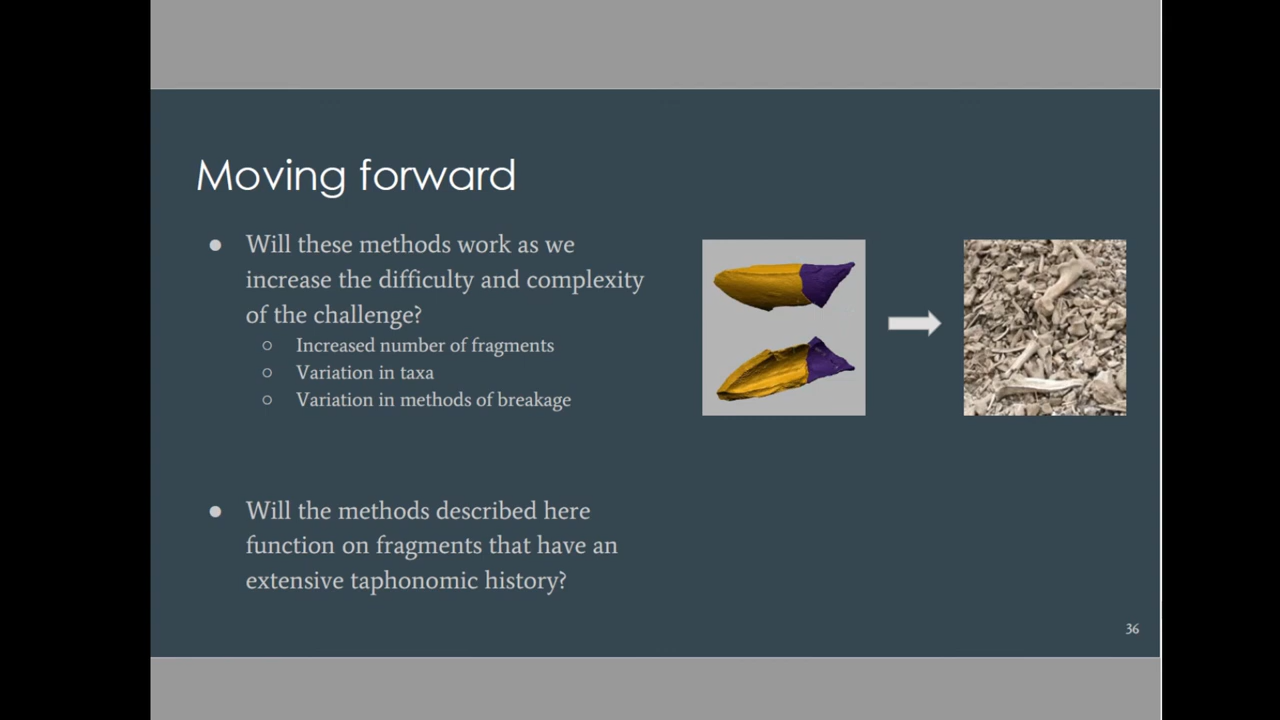 Moving forward
● Will these methods work as we
increase the difficulty and complexity
of the challenge?
○ Increased number of fragments
○ Variation in taxa
○ Variation in methods of breakage
● Will the methods described here
function on fragments that have an
extensive taphonomic history?
36